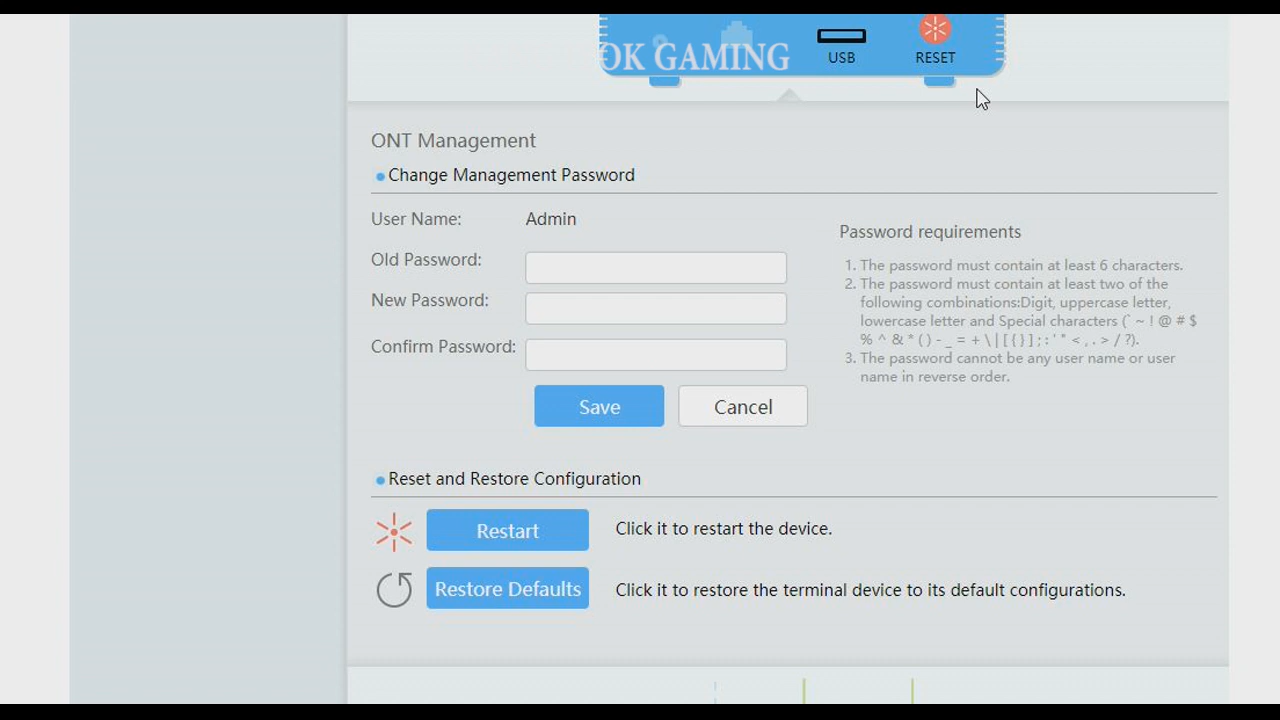 OK GAMING
USB
RESET
ONT Management
Change Management Password
User Name: Admin
Old Password:
New Password:
Confirm Password:
Save Cancel
Password requirements
1. The password must contain at least 6 characters.
2. The password must contain at least two of the
following combinations:Digit, uppercase letter,
lowercase letter and Special characters (` ~ ! @ # $
% ^ & * ( ) - _ = + \ | [ { } ] ; : ' " < , . > / ?).
3. The password cannot be any user name or user
name in reverse order.
Reset and Restore Configuration
Restart Click it to restart the device.
Restore Defaults Click it to restore the terminal device to its default configurations.